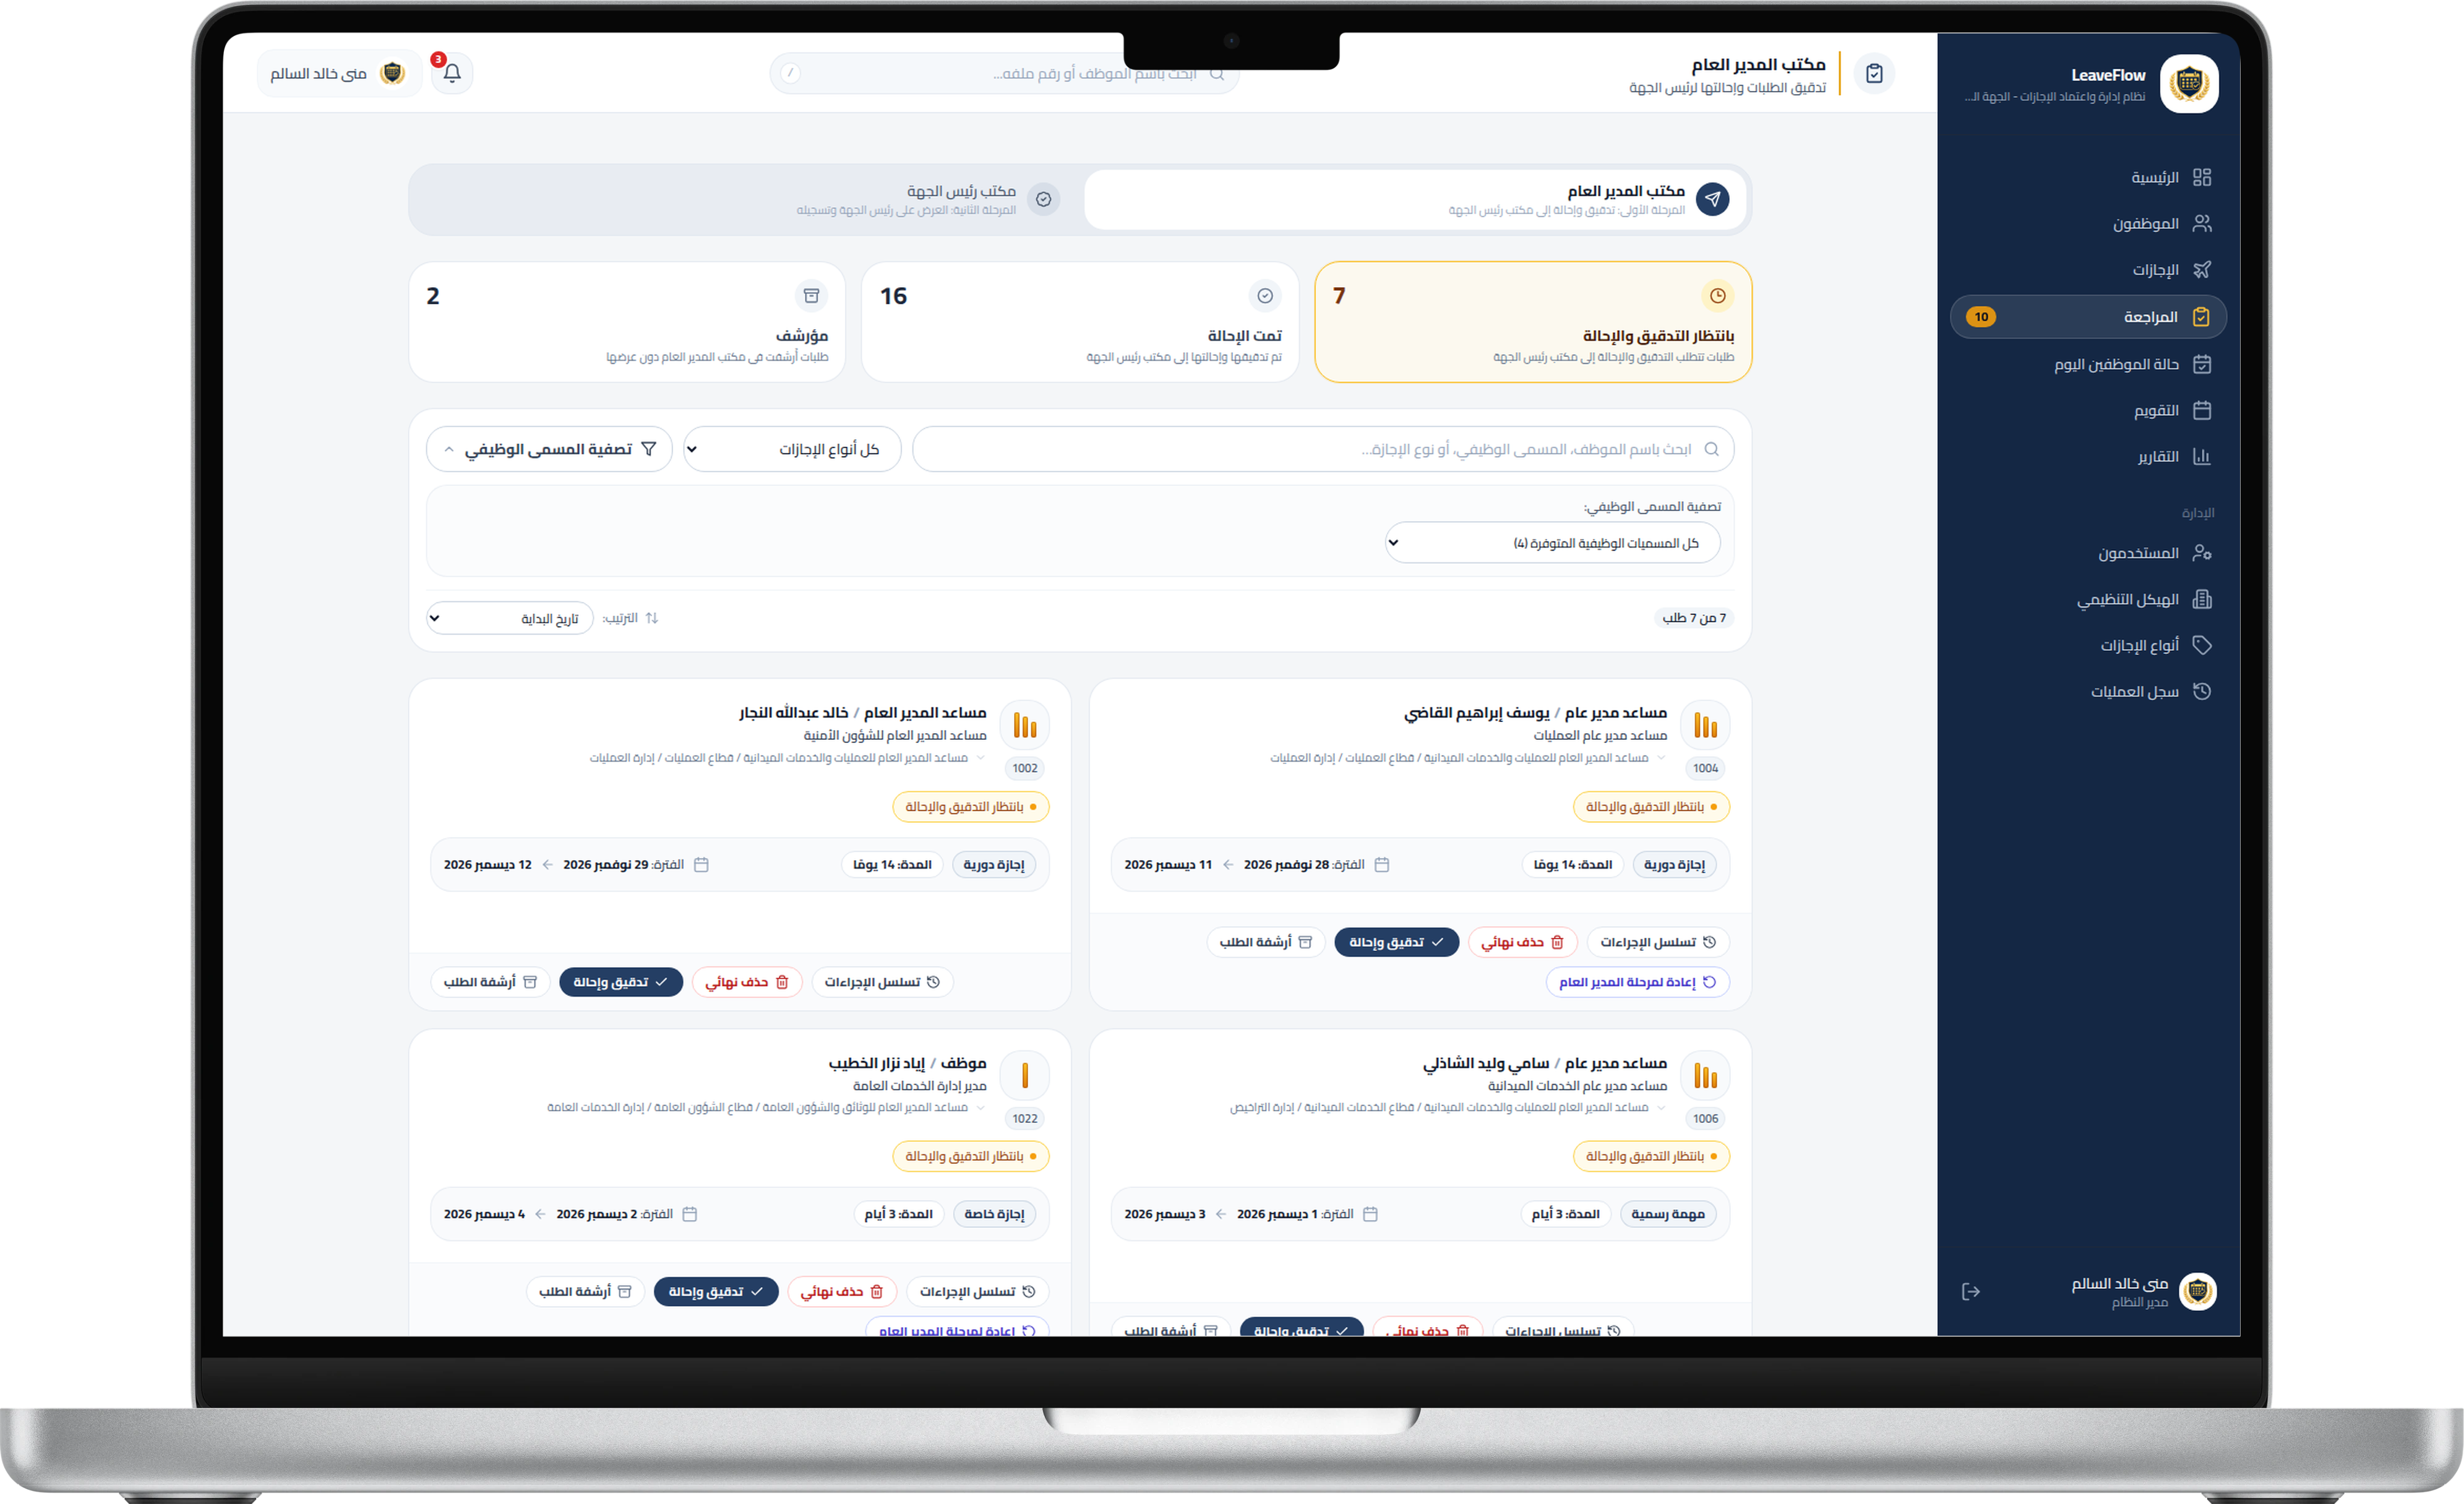 LeaveFlow
نظام إدارة واعتماد الإجازات - الجهة الـ...
الرئيسية
الموظفون
الإجازات
المراجعة
10
حالة الموظفين اليوم
التقويم
التقارير
الإدارة
المستخدمون
الهيكل التنظيمي
أنواع الإجازات
سجل العمليات
منى خالد السالم
مدير النظام
مكتب المدير العام
تدقيق الطلبات وإحالتها لرئيس الجهة
ابحث باسم الموظف أو رقم ملفه...
/
3
منى خالد السالم
مكتب المدير العام
المرحلة الأولى: تدقيق وإحالة إلى مكتب رئيس الجهة
مكتب رئيس الجهة
المرحلة الثانية: العرض على رئيس الجهة وتسجيله
7
بانتظار التدقيق والإحالة
طلبات تتطلب التدقيق والإحالة إلى مكتب رئيس الجهة
16
تمت الإحالة
تم تدقيقها وإحالتها إلى مكتب رئيس الجهة
2
مؤرشف
طلبات أرشفت في مكتب المدير العام دون عرضها
ابحث باسم الموظف، المسمى الوظيفي، أو نوع الإجازة...
كل أنواع الإجازات
تصفية المسمى الوظيفي
تصفية المسمى الوظيفي:
كل المسميات الوظيفية المتوفرة (4)
7 من 7 طلب
الترتيب:
تاريخ البداية
مساعد مدير عام / يوسف إبراهيم القاضي
مساعد مدير عام العمليات
مساعد المدير العام للعمليات والخدمات الميدانية / قطاع العمليات / إدارة العمليات
1004
بانتظار التدقيق والإحالة
إجازة دورية
المدة: 14 يومًا
الفترة: 28 نوفمبر 2026 ← 11 ديسمبر 2026
تسلسل الإجراءات
حذف نهائي
تدقيق وإحالة
أرشفة الطلب
إعادة لمرحلة المدير العام
مساعد المدير العام / خالد عبدالله النجار
مساعد المدير العام للشؤون الأمنية
مساعد المدير العام للعمليات والخدمات الميدانية / قطاع العمليات / إدارة العمليات
1002
بانتظار التدقيق والإحالة
إجازة دورية
المدة: 14 يومًا
الفترة: 29 نوفمبر 2026 ← 12 ديسمبر 2026
تسلسل الإجراءات
حذف نهائي
تدقيق وإحالة
أرشفة الطلب
مساعد مدير عام / سامي وليد الشاذلي
مساعد مدير عام الخدمات الميدانية
مساعد المدير العام للعمليات والخدمات الميدانية / قطاع الخدمات الميدانية / إدارة التراخيص
1006
بانتظار التدقيق والإحالة
مهمة رسمية
المدة: 3 أيام
الفترة: 1 ديسمبر 2026 ← 3 ديسمبر 2026
تسلسل الإجراءات
حذف نهائي
تدقيق وإحالة
أرشفة الطلب
موظف / إياد نزار الخطيب
مدير إدارة الخدمات العامة
مساعد المدير العام للوثائق والشؤون العامة / قطاع الشؤون العامة / إدارة الخدمات العامة
1022
بانتظار التدقيق والإحالة
إجازة خاصة
المدة: 3 أيام
الفترة: 2 ديسمبر 2026 ← 4 ديسمبر 2026
تسلسل الإجراءات
حذف نهائي
تدقيق وإحالة
أرشفة الطلب
إعادة لمرحلة المدير العام